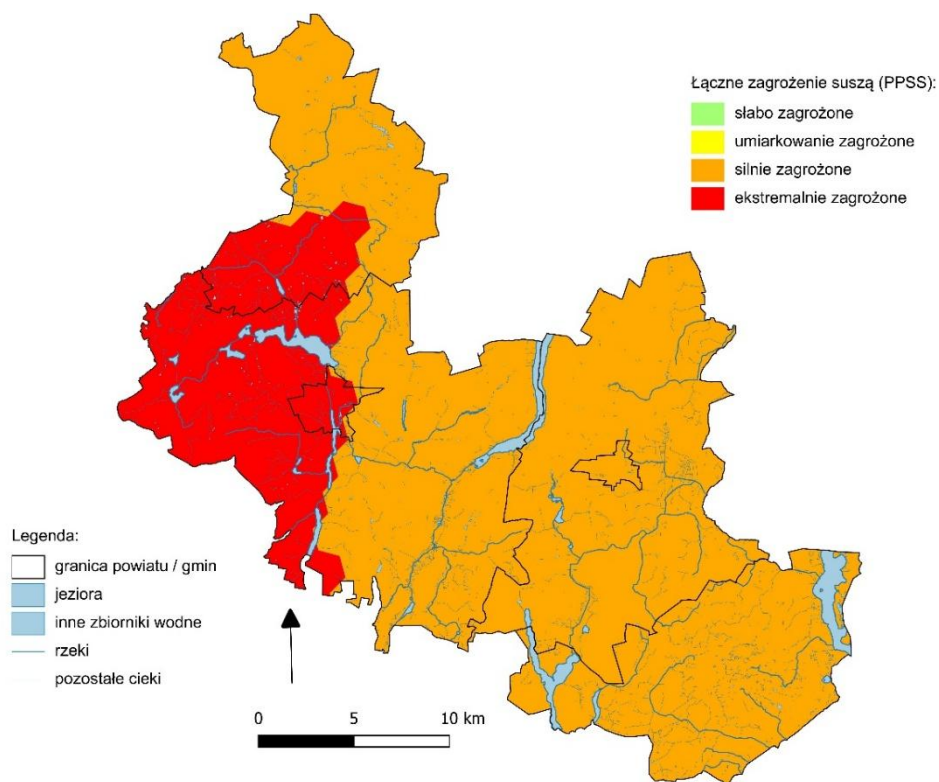 Łączne zagrożenie suszą (PPSS):
słabo zagrożone
umiarkowanie zagrożone
silnie zagrożone
ekstremalnie zagrożone
Legenda:
granica powiatu / gmin
jeziora
inne zbiorniki wodne
rzeki
pozostałe cieki
0 5 10 km